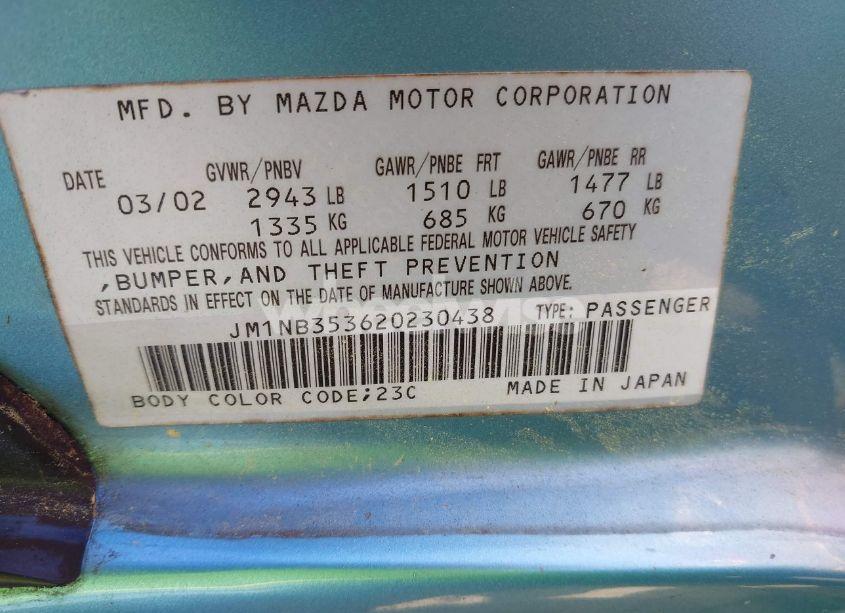 MFD. BY MAZDA MOTOR CORPORATION
DATE GVWR/PNBV GAWR/PNBE FRT GAWR/PNBE RR
03/02 2943 LB 1510 LB 1477 LB
1335 KG 685 KG 670 KG
THIS VEHICLE CONFORMS TO ALL APPLICABLE FEDERAL MOTOR VEHICLE SAFETY
,BUMPER,AND THEFT PREVENTION
STANDARDS IN EFFECT ON THE DATE OF MANUFACTURE SHOWN ABOVE.
JM1NB353620230438 TYPE: PASSENGER
BODY COLOR CODE;23C MADE IN JAPAN